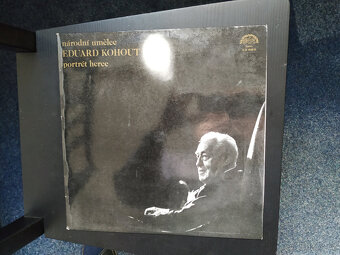 národní umělec
EDUARD KOHOUT
portrét herce